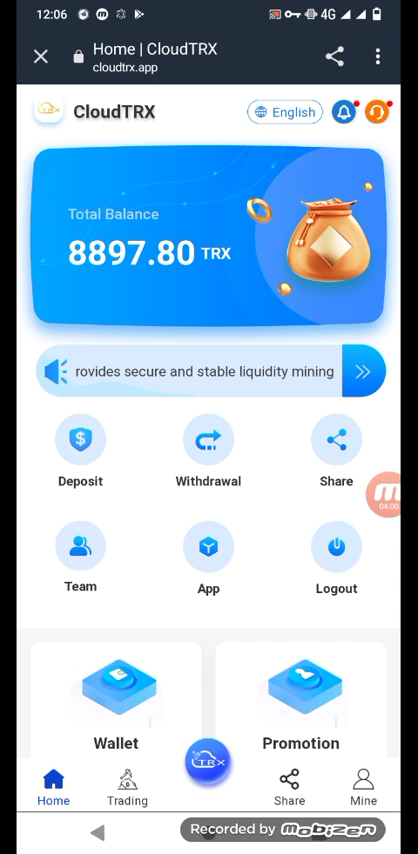 12:06
4G
Home | CloudTRX
cloudtrx.app
CloudTRX
English
Total Balance
8897.80 TRX
rovides secure and stable liquidity mining
Deposit
Withdrawal
Share
04:00
Team
App
Logout
Wallet
Promotion
TRX
Home
Trading
Share
Mine
Recorded by mobizen